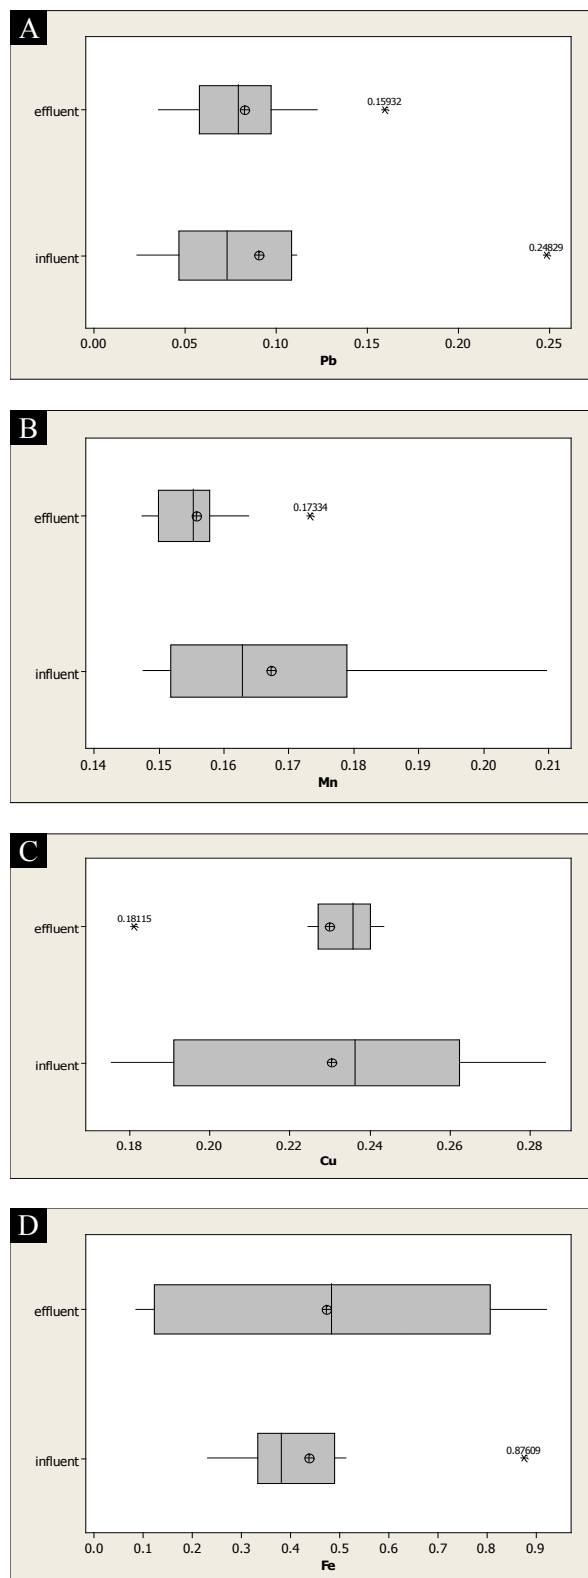 A
effluent
0.15932
influent
0.24829
0.00 0.05 0.10 0.15 0.20 0.25
Pb
B
effluent
0.17334
influent
0.14 0.15 0.16 0.17 0.18 0.19 0.20 0.21
Mn
C
0.18115
effluent
influent
0.18 0.20 0.22 0.24 0.26 0.28
Cu
D
effluent
0.87609
influent
0.0 0.1 0.2 0.3 0.4 0.5 0.6 0.7 0.8 0.9
Fe